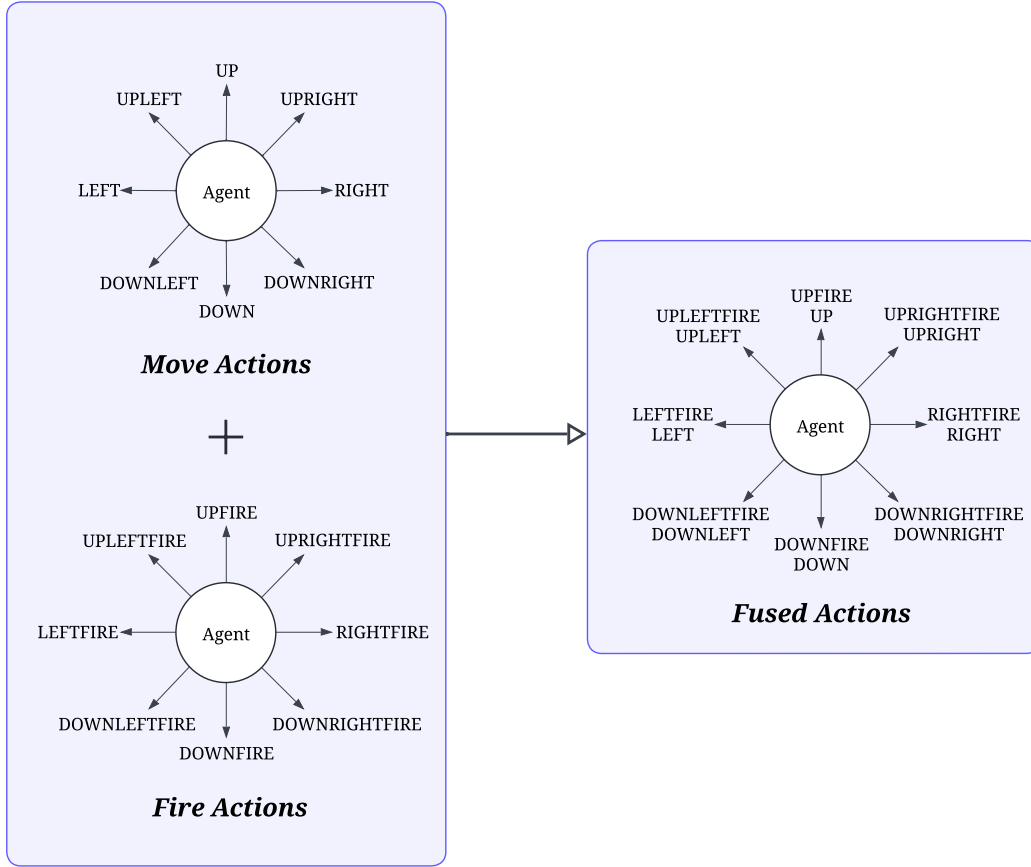 UP
UPLEFT
UPRIGHT
LEFT
Agent
RIGHT
DOWNLEFT
DOWNRIGHT
DOWN
Move Actions
+
UPFIRE
UPLEFTFIRE
UPRIGHTFIRE
LEFTFIRE
Agent
RIGHTFIRE
DOWNLEFTFIRE
DOWNRIGHTFIRE
DOWNFIRE
Fire Actions
UPFIRE
UP
UPLEFTFIRE
UPLEFT
UPRIGHTFIRE
UPRIGHT
LEFTFIRE
LEFT
Agent
RIGHTFIRE
RIGHT
DOWNLEFTFIRE
DOWNLEFT
DOWNRIGHTFIRE
DOWNRIGHT
DOWNFIRE
DOWN
Fused Actions